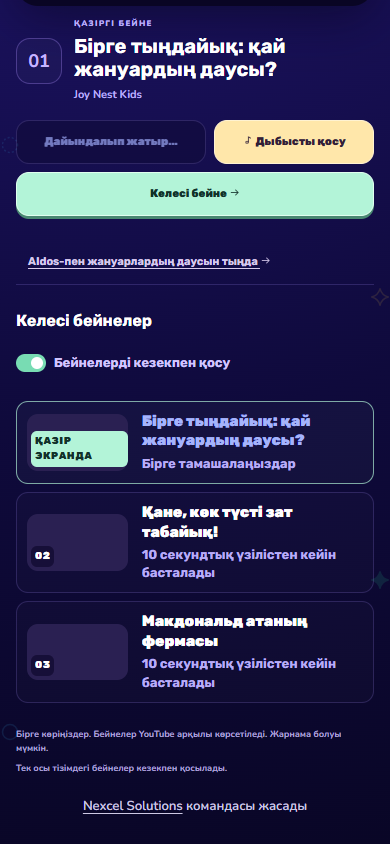 ҚАЗІРГІ БЕЙНЕ
01
Бірге тыңдайық: қай
жануардың даусы?
Joy Nest Kids
Дайындалып жатыр...
♪ Дыбысты қосу
Келесі бейне →
Aldos-пен жануарлардың даусын тыңда →
Келесі бейнелер
Бейнелерді кезекпен қосу
ҚАЗІР
ЭКРАНДА
Бірге тыңдайық: қай
жануардың даусы?
Бірге тамашалаңыздар
02
Қане, көк түсті зат
табайық!
10 секундтық үзілістен кейін
басталады
03
Макдональд атаның
фермасы
10 секундтық үзілістен кейін
басталады
Бірге көріңіздер. Бейнелер YouTube арқылы көрсетіледі. Жарнама болуы
мүмкін.
Тек осы тізімдегі бейнелер кезекпен қосылады.
Nexcel Solutions командасы жасады